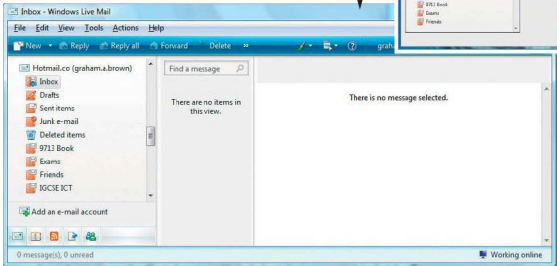 Inbox - Windows Live Mail
File Edit View Tools Actions Help
New Reply Reply all Forward Delete »
Hotmail.co (graham.a.brown)
Inbox
Drafts
Sent items
Junk e-mail
Deleted items
9713 Book
Exams
Friends
IGCSE ICT
Add an e-mail account
Find a message
There are no items in
this view.
There is no message selected.
9713 Book
Exams
Friends
0 message(s), 0 unread
Working online